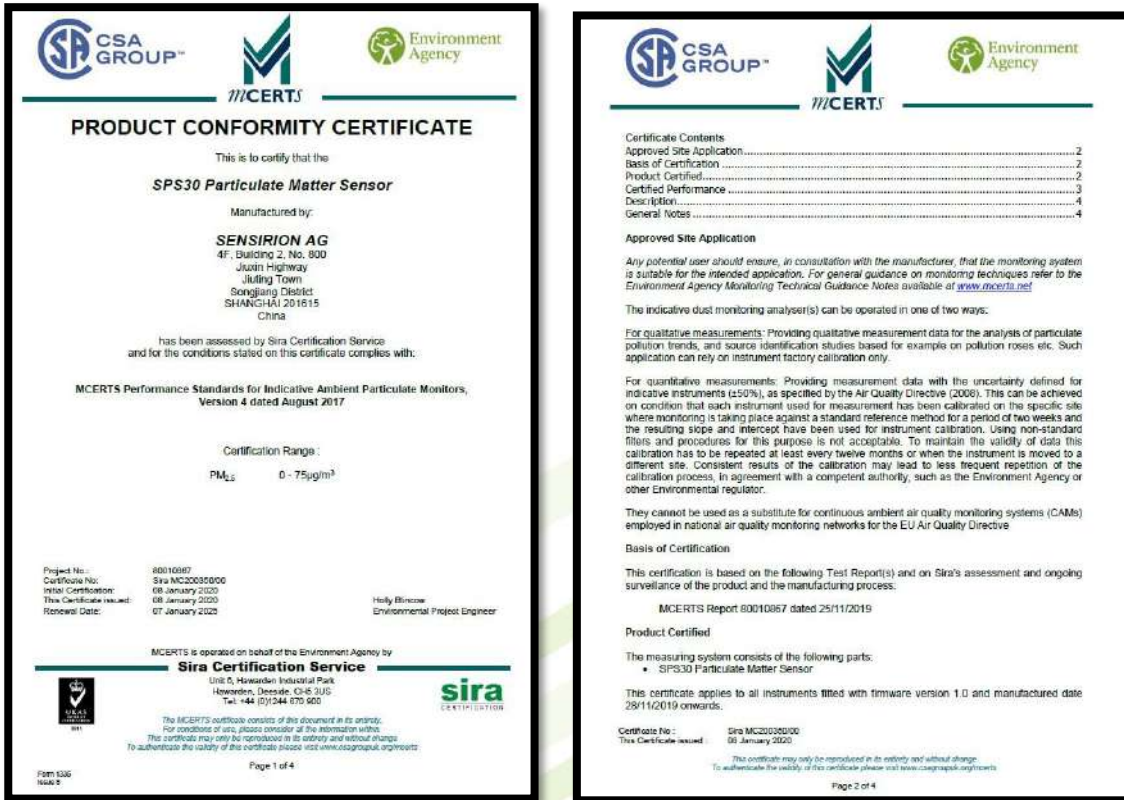 CSA
GROUP™
mCERTS
Environment
Agency
PRODUCT CONFORMITY CERTIFICATE
This is to certify that the
SPS30 Particulate Matter Sensor
Manufactured by:
SENSIRION AG
4F, Building 2, No. 800
Jiuxin Highway
Jiuting Town
Songjiang District
SHANGHAI 201615
China
has been assessed by Sira Certification Service
and for the conditions stated on this certificate complies with:
MCERTS Performance Standards for Indicative Ambient Particulate Monitors,
Version 4 dated August 2017
Certification Range :
PM2.5 0 - 75µg/m³
Project No.: 80010867
Certificate No: Sira MC200350/00
Initial Certification: 08 January 2020
This Certificate issued: 08 January 2020
Renewal Date: 07 January 2025
Holly Blincow
Environmental Project Engineer
MCERTS is operated on behalf of the Environment Agency by
Sira Certification Service
Unit 6, Hawarden Industrial Park
Hawarden, Deeside, CH5 3US
Tel: +44 (0)1244 670 900
UKAS
sira
CERTIFICATION
The MCERTS certificate consists of this document in its entirety.
For conditions of use, please consider all the information within.
This certificate may only be reproduced in its entirety and without change
To authenticate the validity of this certificate please visit www.csagroupuk.org/mcerts
Page 1 of 4
Form 1335
Issue 8
CSA
GROUP™
mCERTS
Environment
Agency
Certificate Contents
Approved Site Application 2
Basis of Certification 2
Product Certified 2
Certified Performance 3
Description 4
General Notes 4
Approved Site Application
Any potential user should ensure, in consultation with the manufacturer, that the monitoring system
is suitable for the intended application. For general guidance on monitoring techniques refer to the
Environment Agency Monitoring Technical Guidance Notes available at www.mcerts.net
The indicative dust monitoring analyser(s) can be operated in one of two ways:
For qualitative measurements: Providing qualitative measurement data for the analysis of particulate
pollution trends, and source identification studies based for example on pollution roses etc. Such
application can rely on instrument factory calibration only.
For quantitative measurements: Providing measurement data with the uncertainty defined for
indicative instruments (±50%), as specified by the Air Quality Directive (2008). This can be achieved
on condition that each instrument used for measurement has been calibrated on the specific site
where monitoring is taking place against a standard reference method for a period of two weeks and
the resulting slope and intercept have been used for instrument calibration. Using non-standard
filters and procedures for this purpose is not acceptable. To maintain the validity of data this
calibration has to be repeated at least every twelve months or when the instrument is moved to a
different site. Consistent results of the calibration may lead to less frequent repetition of the
calibration process, in agreement with a competent authority, such as the Environment Agency or
other Environmental regulator.
They cannot be used as a substitute for continuous ambient air quality monitoring systems (CAMs)
employed in national air quality monitoring networks for the EU Air Quality Directive
Basis of Certification
This certification is based on the following Test Report(s) and on Sira's assessment and ongoing
surveillance of the product and the manufacturing process:
MCERTS Report 80010867 dated 25/11/2019
Product Certified
The measuring system consists of the following parts:
• SPS30 Particulate Matter Sensor
This certificate applies to all instruments fitted with firmware version 1.0 and manufactured date
28/11/2019 onwards.
Certificate No : Sira MC200350/00
This Certificate issued : 08 January 2020
This certificate may only be reproduced in its entirety and without change
To authenticate the validity of this certificate please visit www.csagroupuk.org/mcerts
Page 2 of 4